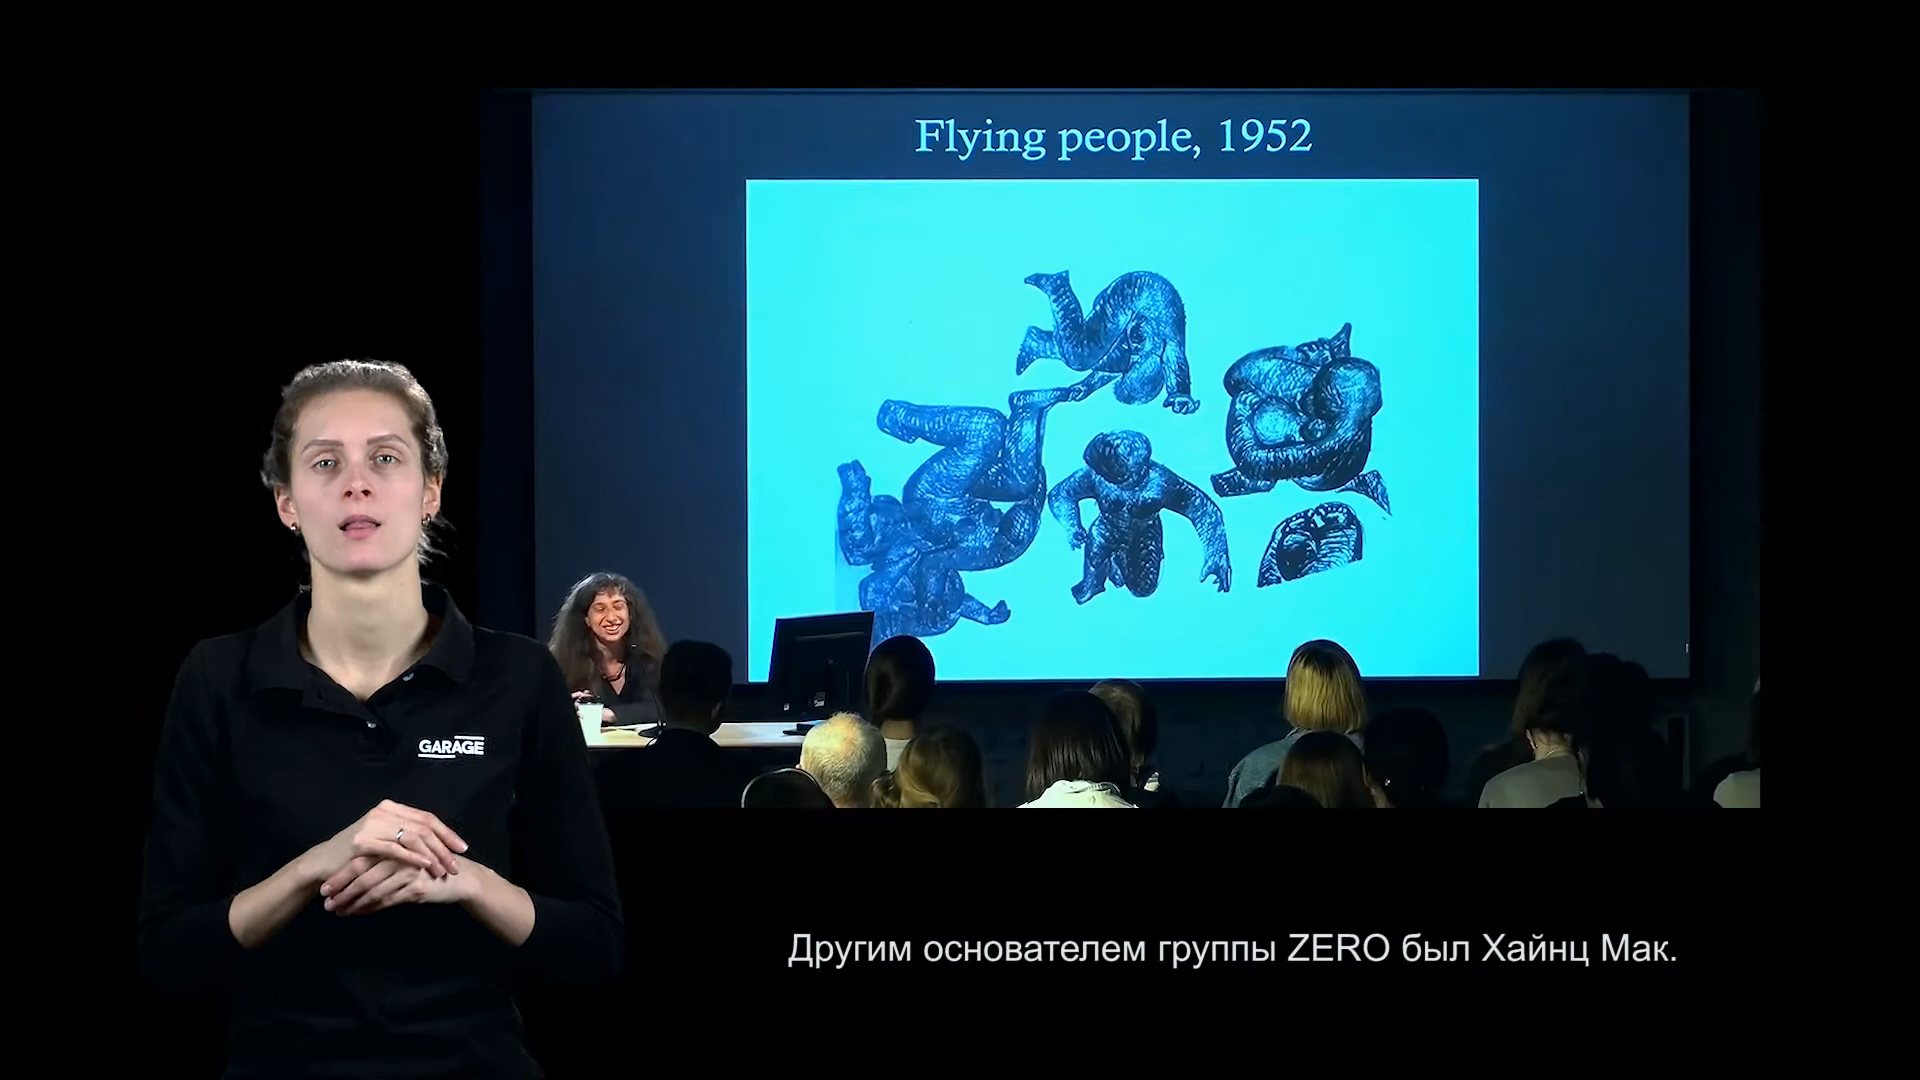 Flying people, 1952
GARAGE
Другим основателем группы ZERO был Хайнц Мак.